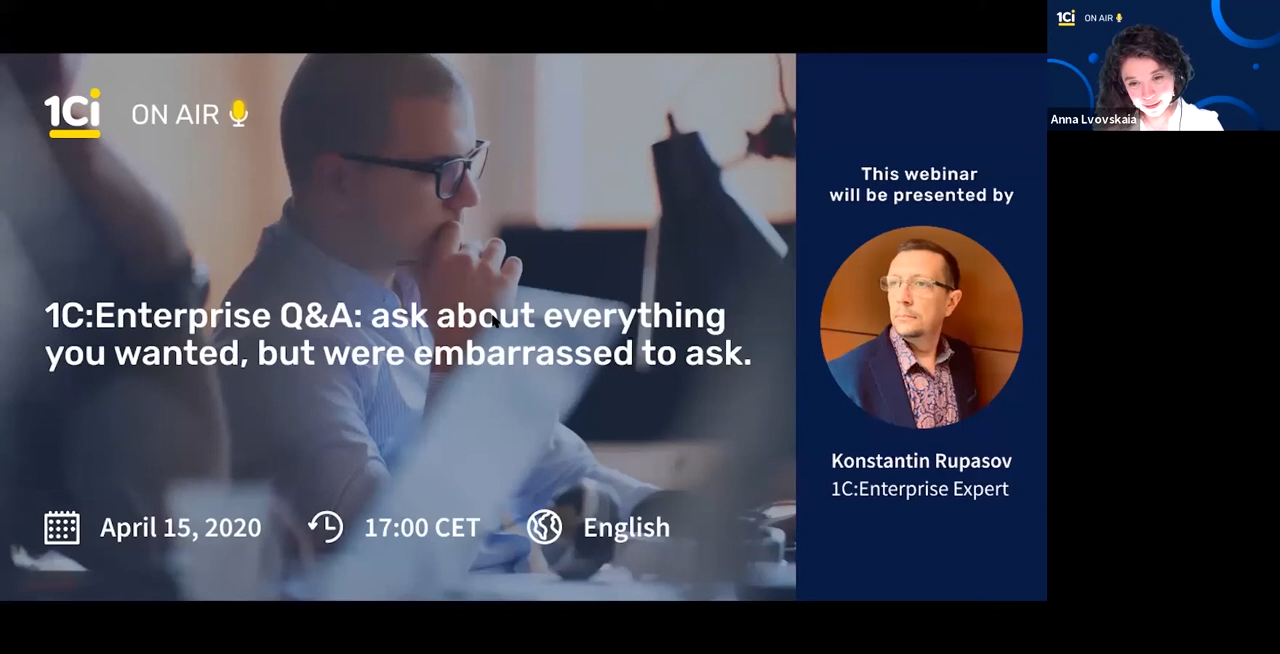 1Ci ON AIR
1C:Enterprise Q&A: ask about everything
you wanted, but were embarrassed to ask.
April 15, 2020
17:00 CET
English
This webinar
will be presented by
Konstantin Rupasov
1C:Enterprise Expert
1Ci ON AIR
Anna Lvovskaia